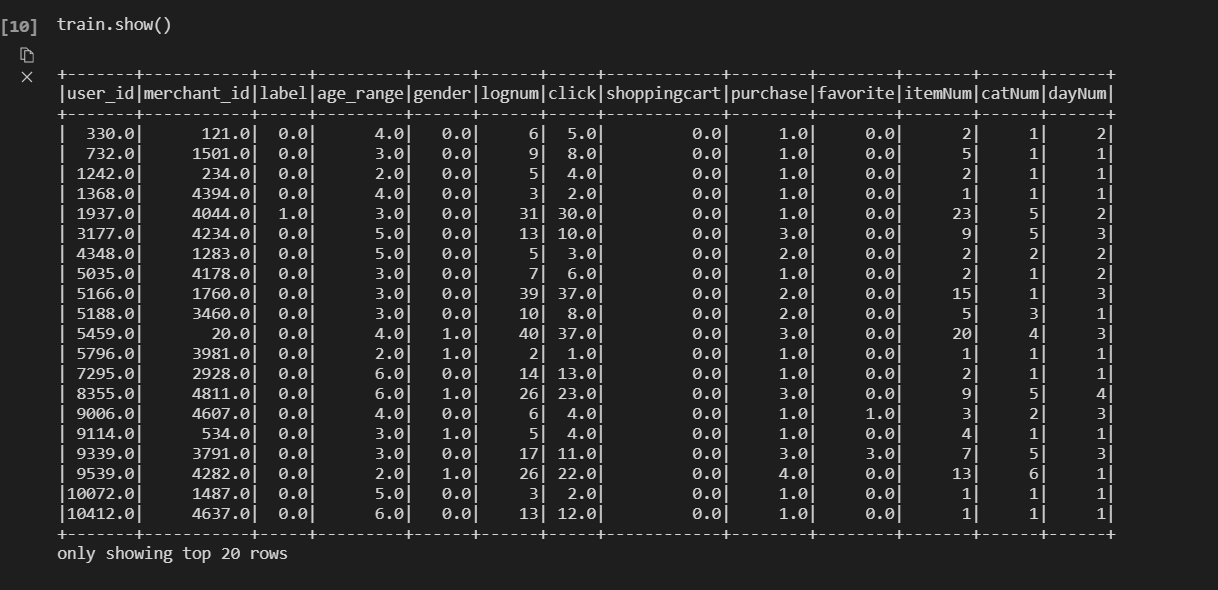 [10] train.show()
+-------+-----------+-----+---------+------+------+-----+------------+--------+--------+-------+------+------+
|user_id|merchant_id|label|age_range|gender|lognum|click|shoppingcart|purchase|favorite|itemNum|catNum|dayNum|
+-------+-----------+-----+---------+------+------+-----+------------+--------+--------+-------+------+------+
|  330.0|      121.0|  0.0|      4.0|   0.0|     6|  5.0|         0.0|     1.0|     0.0|      2|     1|     2|
|  732.0|     1501.0|  0.0|      3.0|   0.0|     9|  8.0|         0.0|     1.0|     0.0|      5|     1|     1|
| 1242.0|      234.0|  0.0|      2.0|   0.0|     5|  4.0|         0.0|     1.0|     0.0|      2|     1|     1|
| 1368.0|     4394.0|  0.0|      4.0|   0.0|     3|  2.0|         0.0|     1.0|     0.0|      1|     1|     1|
| 1937.0|     4044.0|  1.0|      3.0|   0.0|    31| 30.0|         0.0|     1.0|     0.0|     23|     5|     2|
| 3177.0|     4234.0|  0.0|      5.0|   0.0|    13| 10.0|         0.0|     3.0|     0.0|      9|     5|     3|
| 4348.0|     1283.0|  0.0|      5.0|   0.0|     5|  3.0|         0.0|     2.0|     0.0|      2|     2|     2|
| 5035.0|     4178.0|  0.0|      3.0|   0.0|     7|  6.0|         0.0|     1.0|     0.0|      2|     1|     2|
| 5166.0|     1760.0|  0.0|      3.0|   0.0|    39| 37.0|         0.0|     2.0|     0.0|     15|     1|     3|
| 5188.0|     3460.0|  0.0|      3.0|   0.0|    10|  8.0|         0.0|     2.0|     0.0|      5|     3|     1|
| 5459.0|       20.0|  0.0|      4.0|   1.0|    40| 37.0|         0.0|     3.0|     0.0|     20|     4|     3|
| 5796.0|     3981.0|  0.0|      2.0|   1.0|     2|  1.0|         0.0|     1.0|     0.0|      1|     1|     1|
| 7295.0|     2928.0|  0.0|      6.0|   0.0|    14| 13.0|         0.0|     1.0|     0.0|      2|     1|     1|
| 8355.0|     4811.0|  0.0|      6.0|   1.0|    26| 23.0|         0.0|     3.0|     0.0|      9|     5|     4|
| 9006.0|     4607.0|  0.0|      4.0|   0.0|     6|  4.0|         0.0|     1.0|     1.0|      3|     2|     3|
| 9114.0|      534.0|  0.0|      3.0|   1.0|     5|  4.0|         0.0|     1.0|     0.0|      4|     1|     1|
| 9339.0|     3791.0|  0.0|      3.0|   0.0|    17| 11.0|         0.0|     3.0|     3.0|      7|     5|     3|
| 9539.0|     4282.0|  0.0|      2.0|   1.0|    26| 22.0|         0.0|     4.0|     0.0|     13|     6|     1|
|10072.0|     1487.0|  0.0|      5.0|   0.0|     3|  2.0|         0.0|     1.0|     0.0|      1|     1|     1|
|10412.0|     4637.0|  0.0|      6.0|   0.0|    13| 12.0|         0.0|     1.0|     0.0|      1|     1|     1|
+-------+-----------+-----+---------+------+------+-----+------------+--------+--------+-------+------+------+
only showing top 20 rows